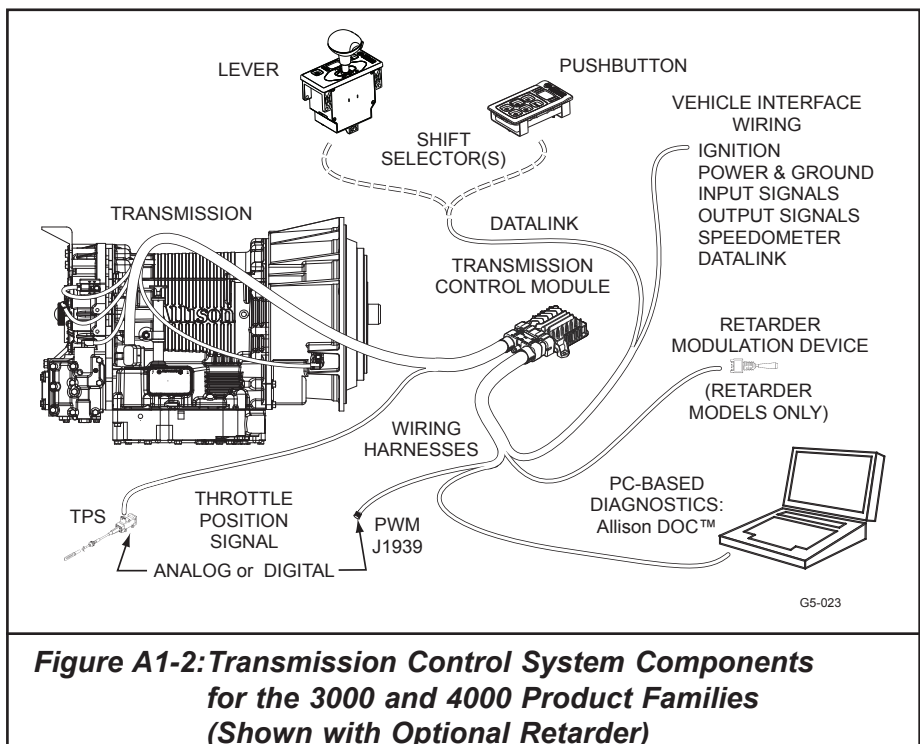 LEVER
PUSHBUTTON
SHIFT
SELECTOR(S)
VEHICLE INTERFACE
WIRING
IGNITION
POWER & GROUND
INPUT SIGNALS
OUTPUT SIGNALS
SPEEDOMETER
DATALINK
TRANSMISSION
DATALINK
TRANSMISSION
CONTROL MODULE
Allison
RETARDER
MODULATION DEVICE
(RETARDER
MODELS ONLY)
WIRING
HARNESSES
PC-BASED
DIAGNOSTICS:
Allison DOC™
TPS
THROTTLE
POSITION
SIGNAL
PWM
J1939
ANALOG or DIGITAL
G5-023
Figure A1-2:Transmission Control System Components
for the 3000 and 4000 Product Families
(Shown with Optional Retarder)